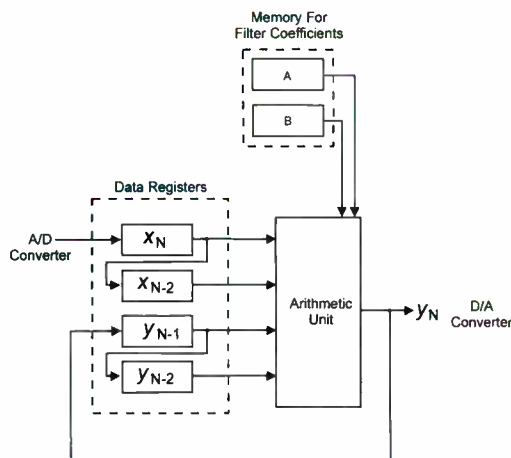 Memory For
Filter Coefficients
A
B
Data Registers
A/D
Converter
xN
xN-2
yN-1
yN-2
Arithmetic
Unit
yN
D/A
Converter